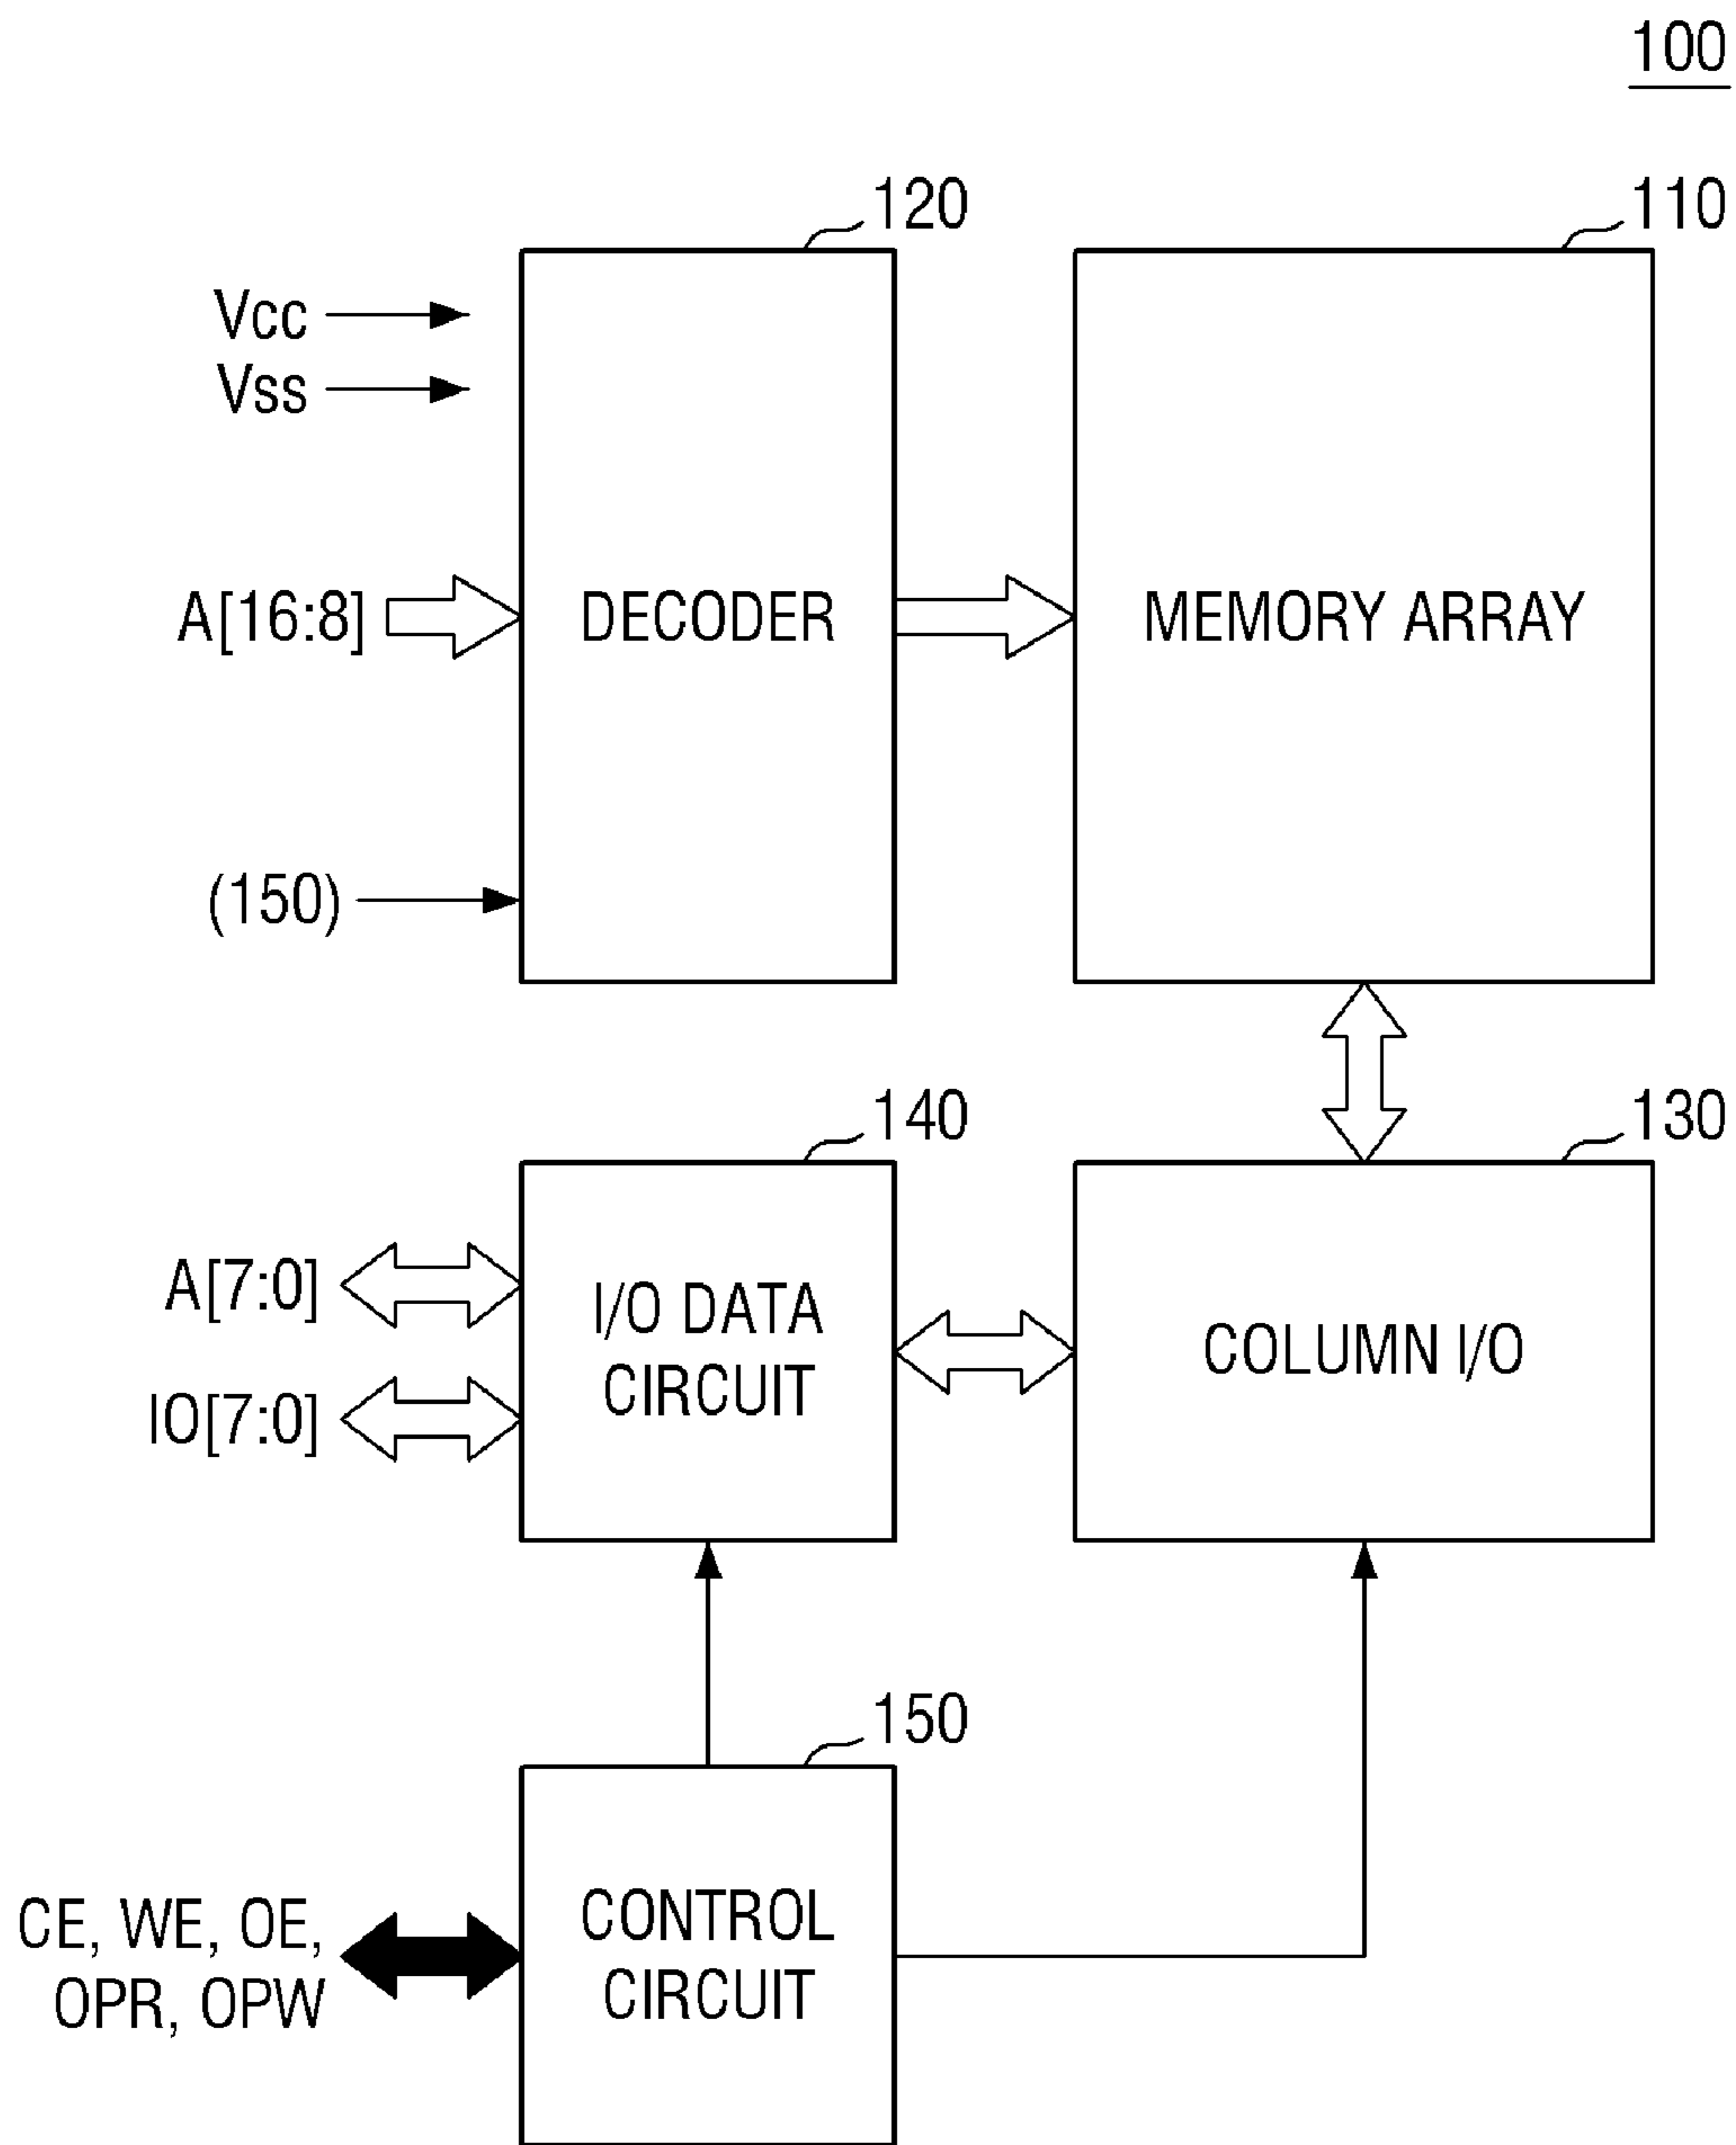 100
120
110
Vcc
Vss
A[16:8]
DECODER
MEMORY ARRAY
(150)
140
130
A[7:0]
IO[7:0]
I/O DATA
CIRCUIT
COLUMN I/O
150
CE, WE, OE,
OPR, OPW
CONTROL
CIRCUIT